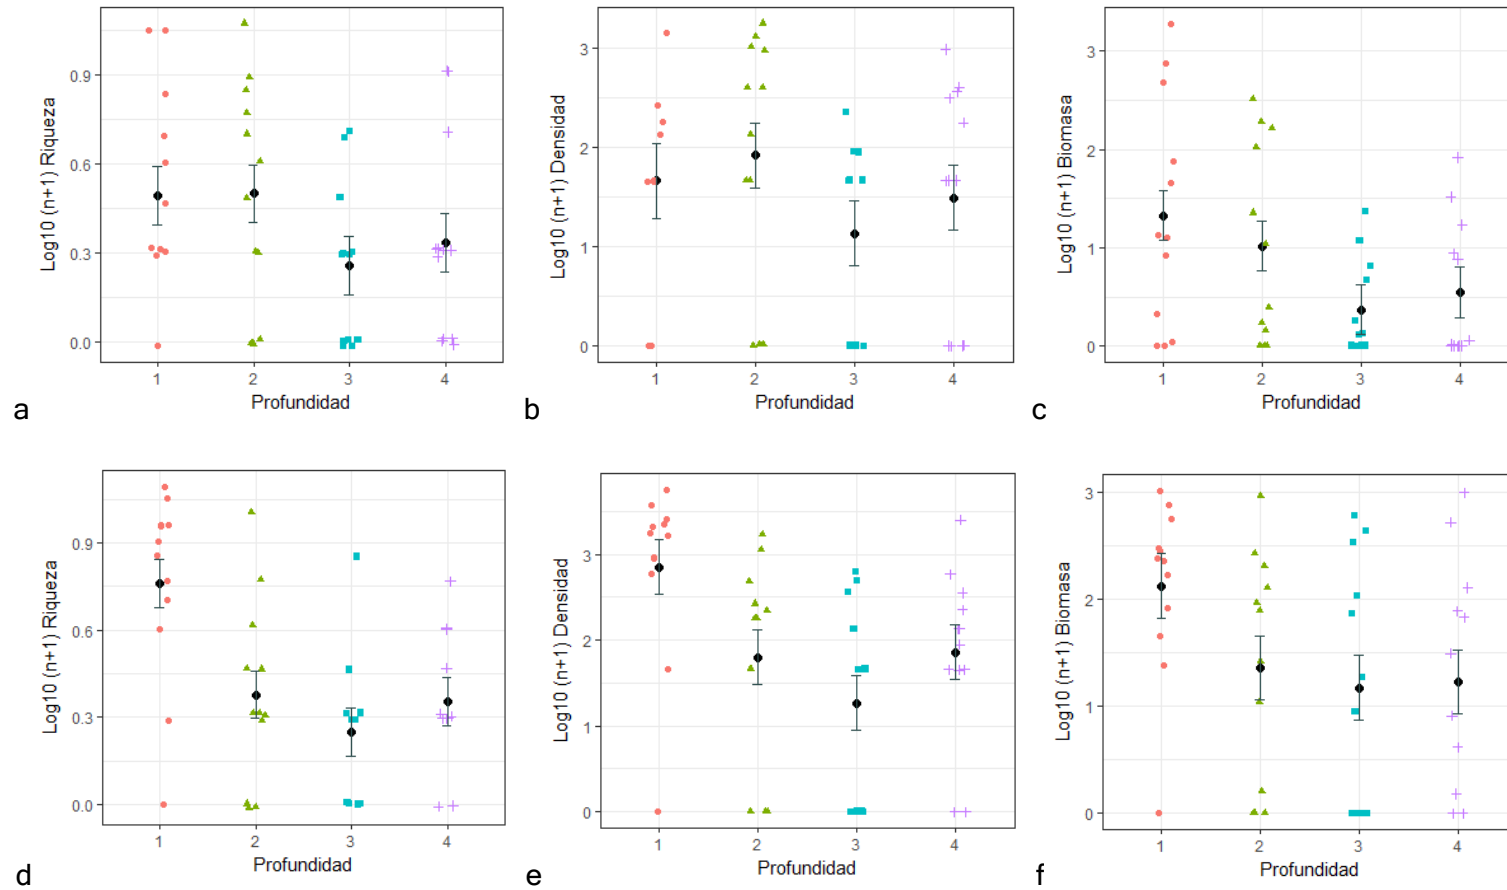 Log10 (n+1) Riqueza
0.9
0.6
0.3
0.0
1 2 3 4
Profundidad
a
Log10 (n+1) Densidad
3
2
1
0
1 2 3 4
Profundidad
b
Log10 (n+1) Biomasa
3
2
1
0
1 2 3 4
Profundidad
c
Log10 (n+1) Riqueza
0.9
0.6
0.3
0.0
1 2 3 4
Profundidad
d
Log10 (n+1) Densidad
3
2
1
0
1 2 3 4
Profundidad
e
Log10 (n+1) Biomasa
3
2
1
0
1 2 3 4
Profundidad
f